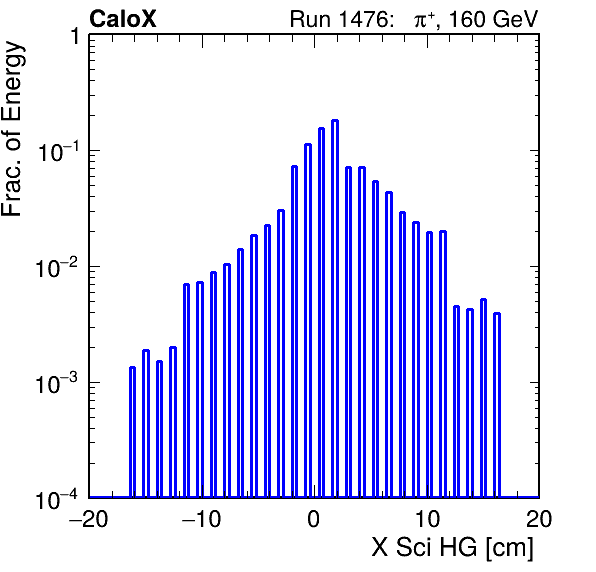 CaloX Run 1476: π⁺, 160 GeV
Frac. of Energy
1
10⁻¹
10⁻²
10⁻³
10⁻⁴
−20 −10 0 10 20
X Sci HG [cm]